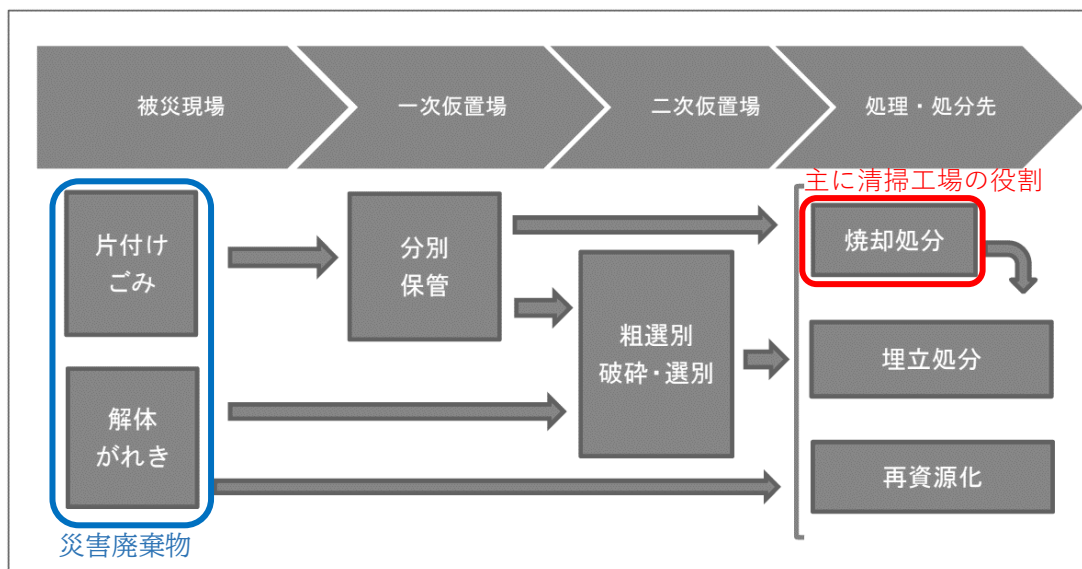 被災現場
一次仮置場
二次仮置場
処理・処分先
主に清掃工場の役割
片付け
ごみ
分別
保管
焼却処分
粗選別
破砕・選別
埋立処分
解体
がれき
再資源化
災害廃棄物